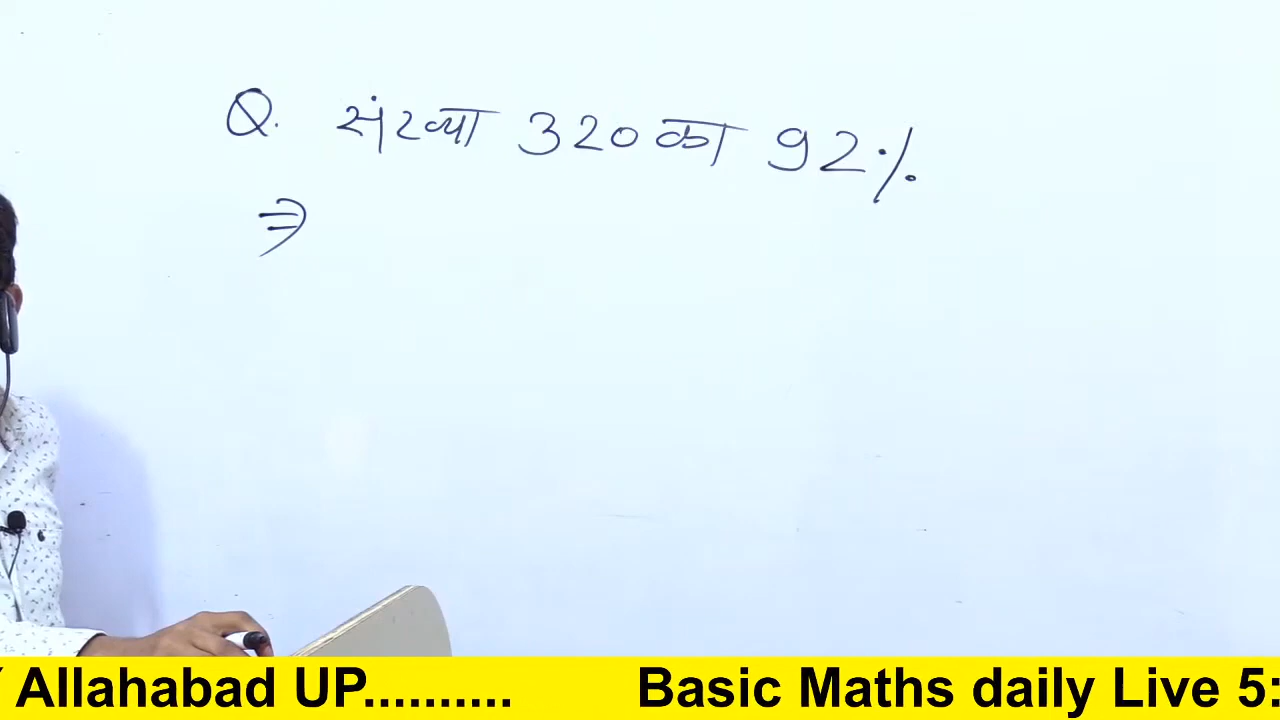 Q. संख्या 320 का 92%
⇒
Allahabad UP.......... Basic Maths daily Live 5: